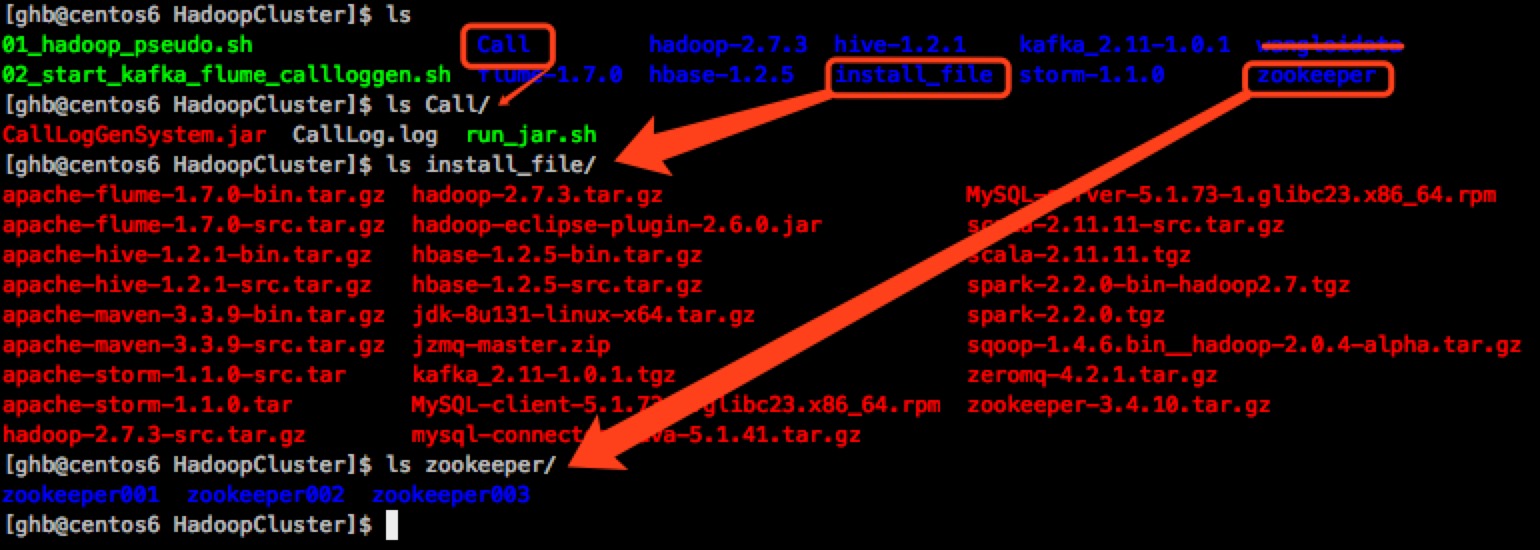 [ghb@centos6 HadoopCluster]$ ls
01_hadoop_pseudo.sh Call hadoop-2.7.3 hive-1.2.1 kafka_2.11-1.0.1
02_start_kafka_flume_callloggen.sh flume-1.7.0 hbase-1.2.5 install_file storm-1.1.0 zookeeper
[ghb@centos6 HadoopCluster]$ ls Call/
CallLogGenSystem.jar CallLog.log run_jar.sh
[ghb@centos6 HadoopCluster]$ ls install_file/
apache-flume-1.7.0-bin.tar.gz hadoop-2.7.3.tar.gz MySQL-server-5.1.73-1.glibc23.x86_64.rpm
apache-flume-1.7.0-src.tar.gz hadoop-eclipse-plugin-2.6.0.jar scala-2.11.11-src.tar.gz
apache-hive-1.2.1-bin.tar.gz hbase-1.2.5-bin.tar.gz scala-2.11.11.tgz
apache-hive-1.2.1-src.tar.gz hbase-1.2.5-src.tar.gz spark-2.2.0-bin-hadoop2.7.tgz
apache-maven-3.3.9-bin.tar.gz jdk-8u131-linux-x64.tar.gz spark-2.2.0.tgz
apache-maven-3.3.9-src.tar.gz jzmq-master.zip sqoop-1.4.6.bin__hadoop-2.0.4-alpha.tar.gz
apache-storm-1.1.0-src.tar kafka_2.11-1.0.1.tgz zeromq-4.2.1.tar.gz
apache-storm-1.1.0.tar MySQL-client-5.1.73-1.glibc23.x86_64.rpm zookeeper-3.4.10.tar.gz
hadoop-2.7.3-src.tar.gz mysql-connector-java-5.1.41.tar.gz
[ghb@centos6 HadoopCluster]$ ls zookeeper/
zookeeper001 zookeeper002 zookeeper003
[ghb@centos6 HadoopCluster]$